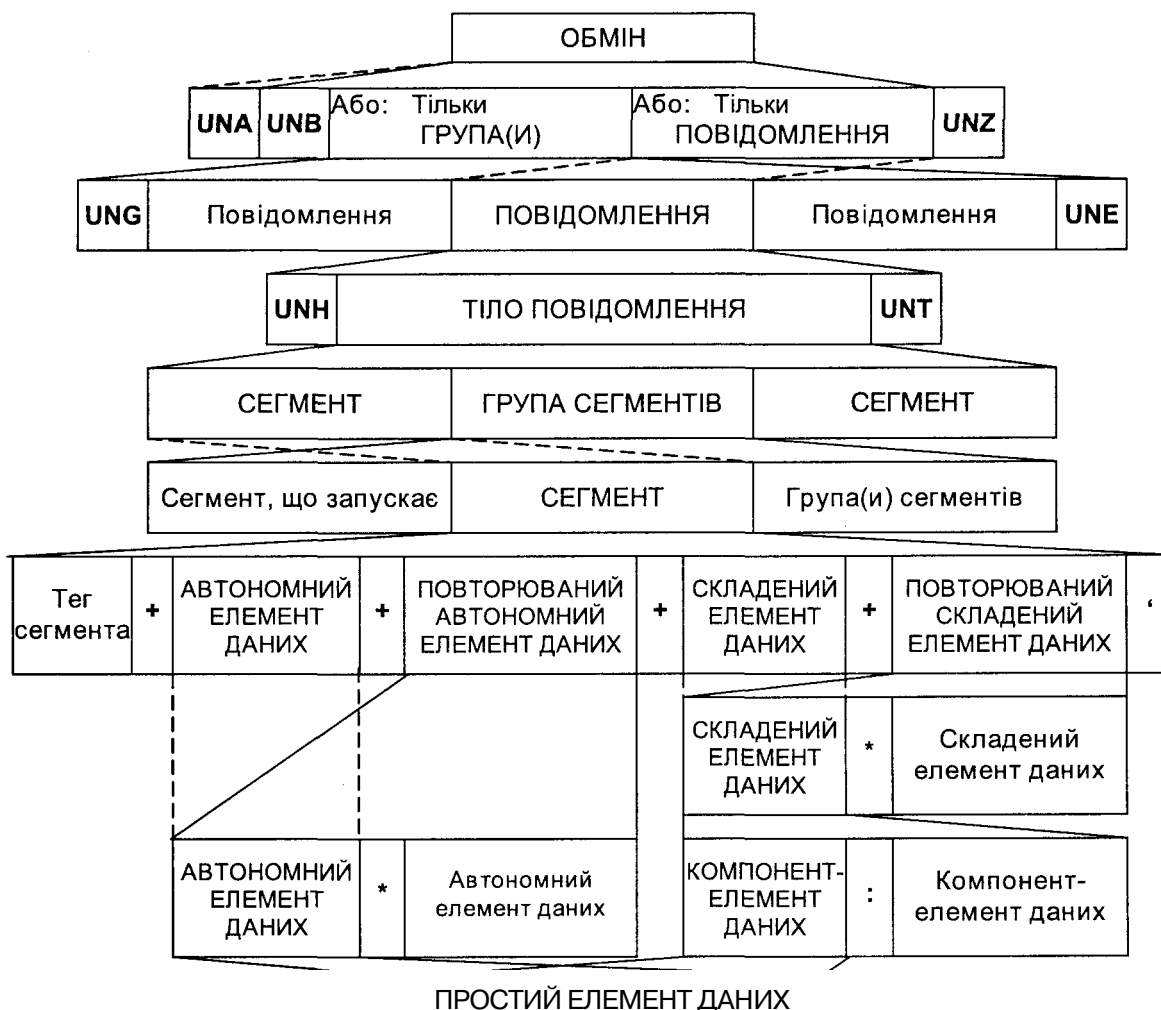 ОБМІН
UNA UNB Або: Тільки ГРУПА(И) Або: Тільки ПОВІДОМЛЕННЯ UNZ
UNG Повідомлення ПОВІДОМЛЕННЯ Повідомлення UNE
UNH ТІЛО ПОВІДОМЛЕННЯ UNT
СЕГМЕНТ ГРУПА СЕГМЕНТІВ СЕГМЕНТ
Сегмент, що запускає СЕГМЕНТ Група(и) сегментів
Тег
сегмента
+
АВТОНОМНИЙ
ЕЛЕМЕНТ
ДАНИХ
+
ПОВТОРЮВАНИЙ
АВТОНОМНИЙ
ЕЛЕМЕНТ ДАНИХ
+
СКЛАДЕНИЙ
ЕЛЕМЕНТ
ДАНИХ
+
ПОВТОРЮВАНИЙ
СКЛАДЕНИЙ
ЕЛЕМЕНТ ДАНИХ
‘
СКЛАДЕНИЙ
ЕЛЕМЕНТ
ДАНИХ
*
Складений
елемент даних
АВТОНОМНИЙ
ЕЛЕМЕНТ
ДАНИХ
*
Автономний
елемент даних
КОМПОНЕНТ-
ЕЛЕМЕНТ
ДАНИХ
:
Компонент-
елемент даних
ПРОСТИЙ ЕЛЕМЕНТ ДАНИХ